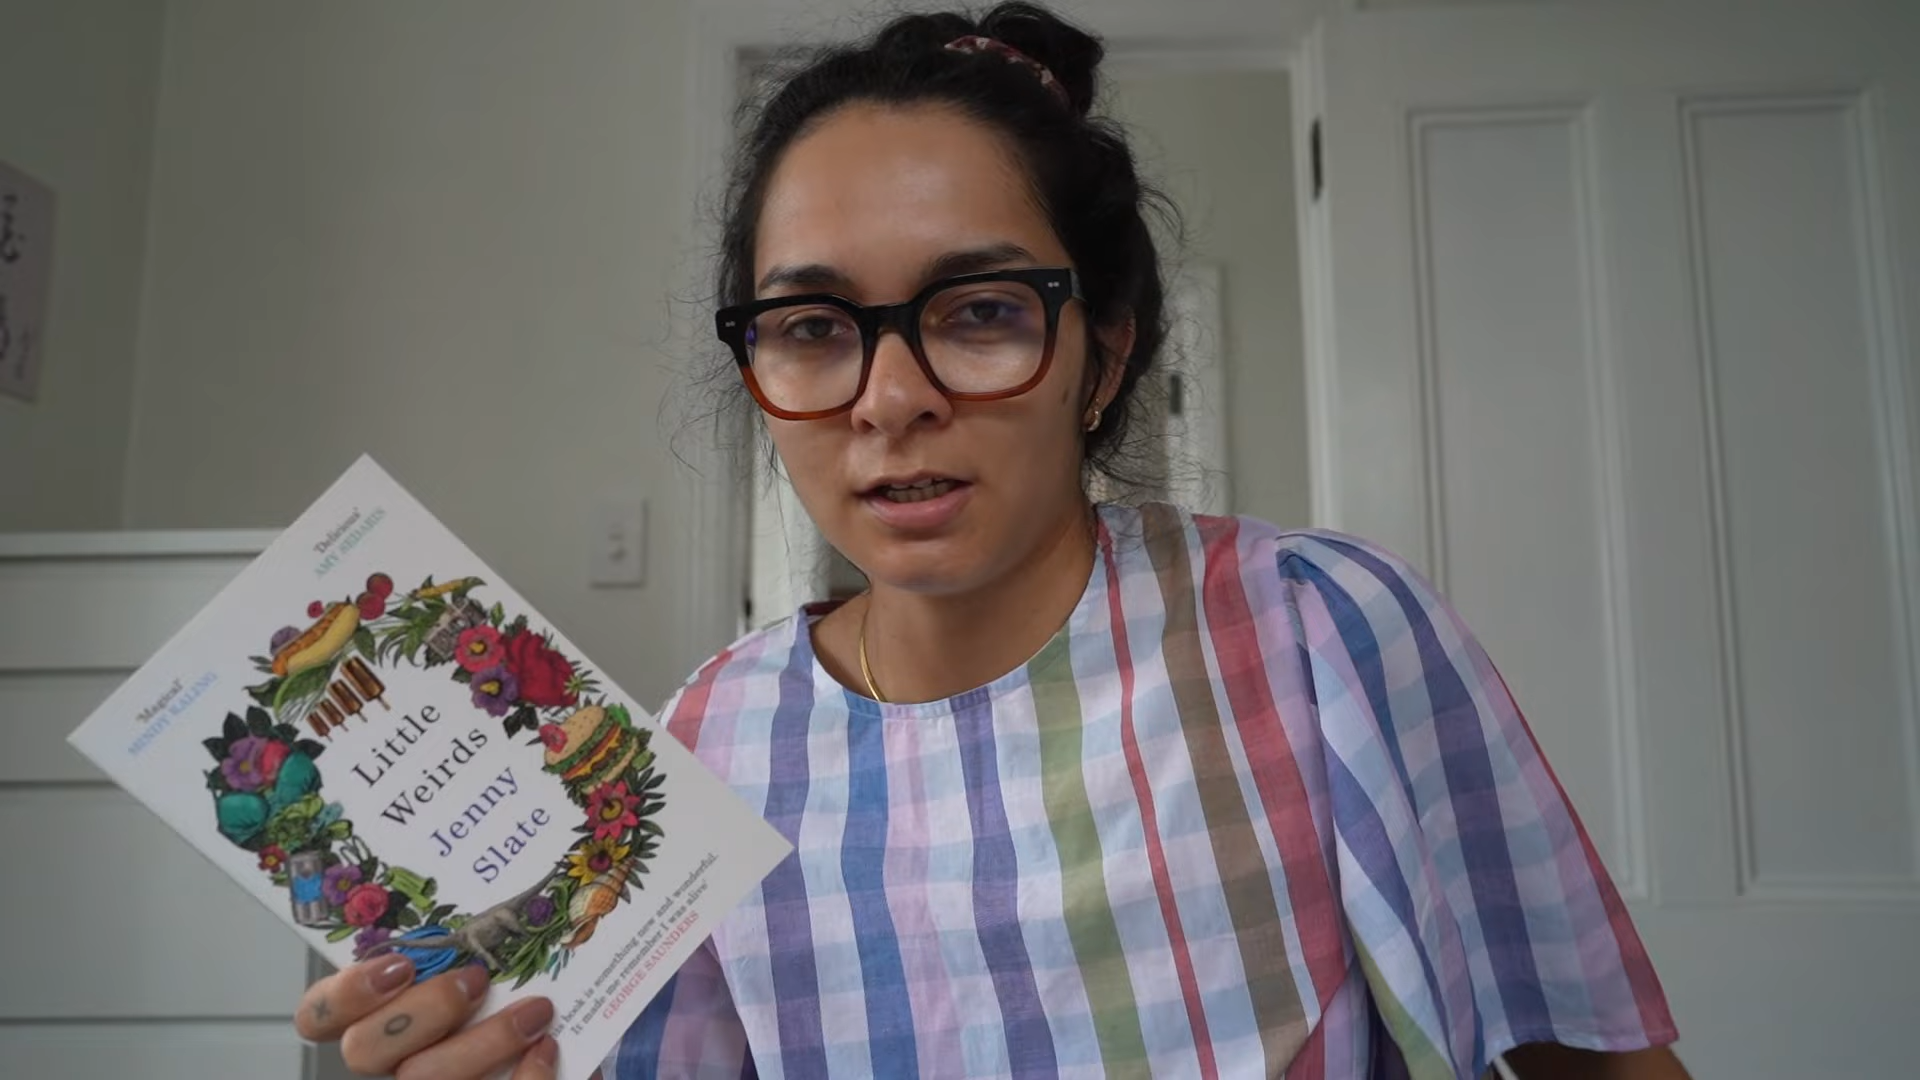 'Delicious'
AMY SEDARIS
'Magical'
MINDY KALING
Little
Weirds
Jenny
Slate
book is something new and wonderful.
It made me remember I was alive'
GEORGE SAUNDERS
X O